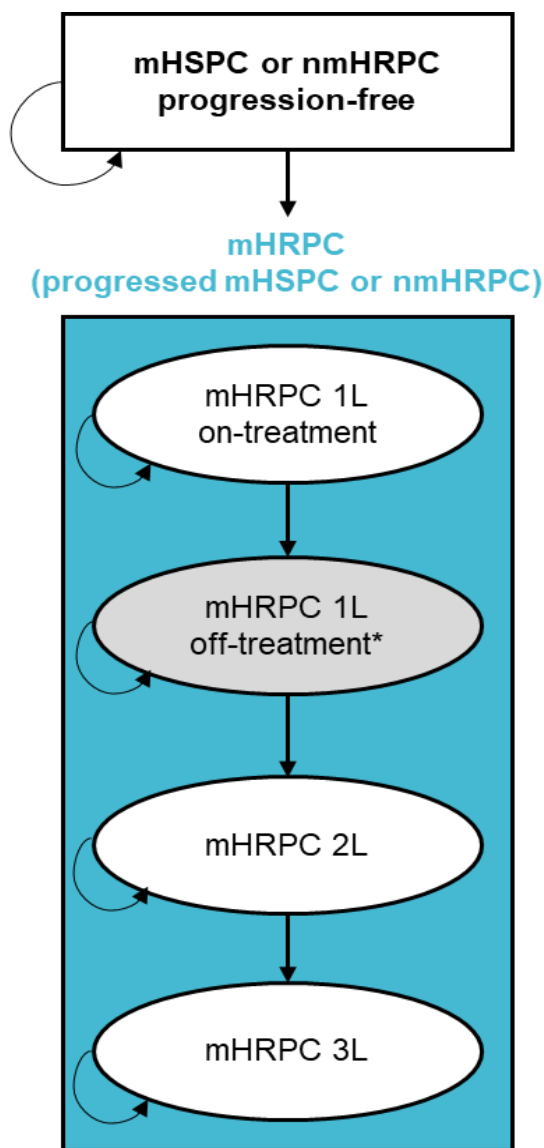 mHSPC or nmHRPC
progression-free
mHRPC
(progressed mHSPC or nmHRPC)
mHRPC 1L
on-treatment
mHRPC 1L
off-treatment*
mHRPC 2L
mHRPC 3L